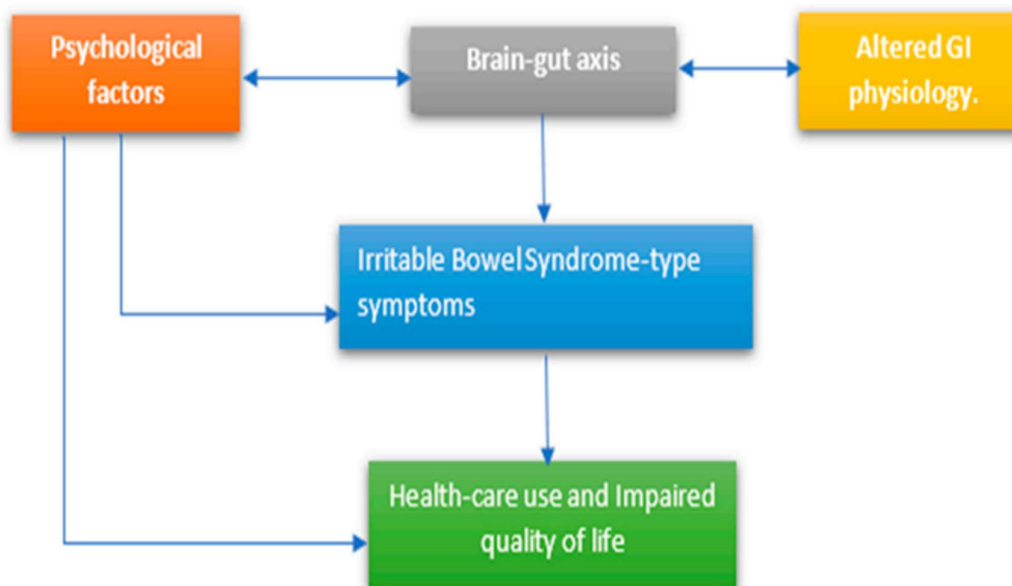 Psychological
factors
Brain-gut axis
Altered GI
physiology.
Irritable Bowel Syndrome-type
symptoms
Health-care use and Impaired
quality of life